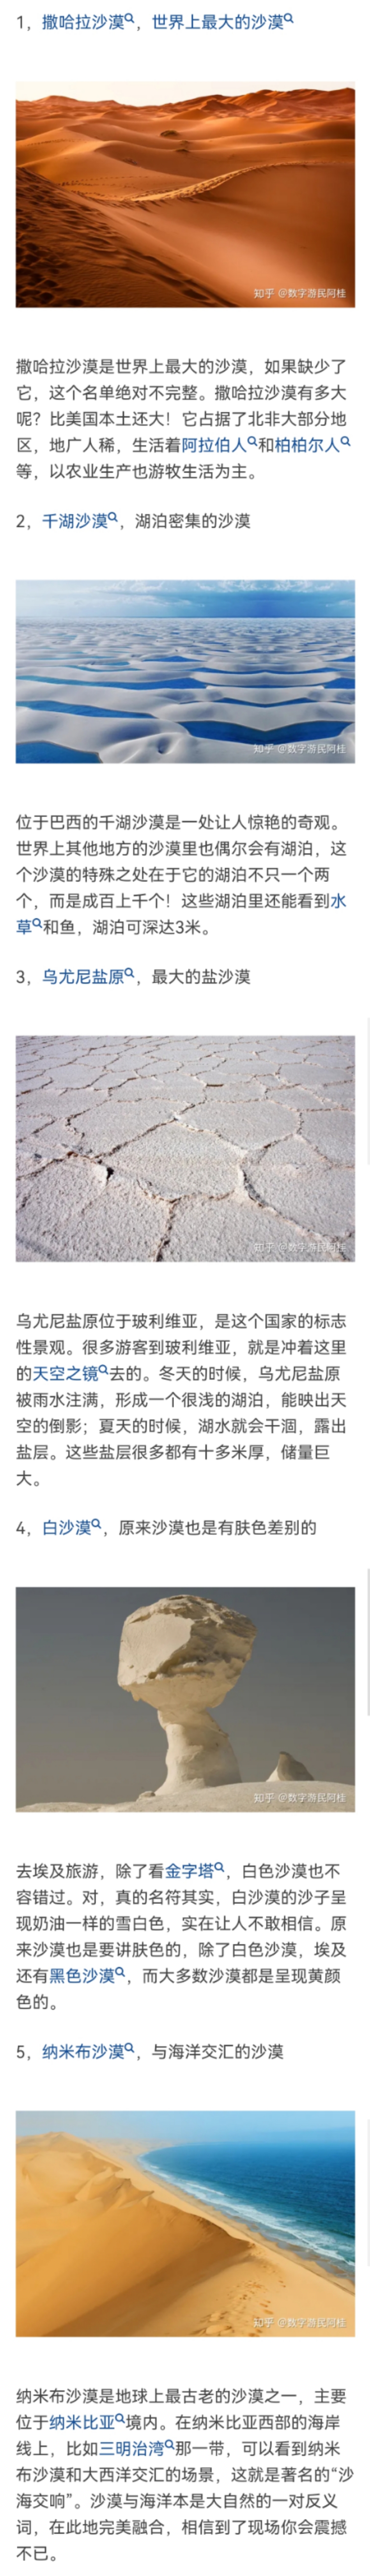 1，撒哈拉沙漠，世界上最大的沙漠
知乎 @数字游民阿桂
撒哈拉沙漠是世界上最大的沙漠，如果缺少了
它，这个名单绝对不完整。撒哈拉沙漠有多大
呢？比美国本土还大！它占据了北非大部分地
区，地广人稀，生活着阿拉伯人和柏柏尔人
等，以农业生产也游牧生活为主。
2，千湖沙漠，湖泊密集的沙漠
知乎 @数字游民阿桂
位于巴西的千湖沙漠是一处让人惊艳的奇观。
世界上其他地方的沙漠里也偶尔会有湖泊，这
个沙漠的特殊之处在于它的湖泊不只一个两
个，而是成百上千个！这些湖泊里还能看到水
草和鱼，湖泊可深达3米。
3，乌尤尼盐原，最大的盐沙漠
知乎 @数字游民阿桂
乌尤尼盐原位于玻利维亚，是这个国家的标志
性景观。很多游客到玻利维亚，就是冲着这里
的天空之镜去的。冬天的时候，乌尤尼盐原
被雨水注满，形成一个很浅的湖泊，能映出天
空的倒影；夏天的时候，湖水就会干涸，露出
盐层。这些盐层很多都有十多米厚，储量巨
大。
4，白沙漠，原来沙漠也是有肤色差别的
知乎 @数字游民阿桂
去埃及旅游，除了看金字塔，白色沙漠也不
容错过。对，真的名符其实，白沙漠的沙子呈
现奶油一样的雪白色，实在让人不敢相信。原
来沙漠也是要讲肤色的，除了白色沙漠，埃及
还有黑色沙漠，而大多数沙漠都是呈现黄颜
色的。
5，纳米布沙漠，与海洋交汇的沙漠
知乎 @数字游民阿桂
纳米布沙漠是地球上最古老的沙漠之一，主要
位于纳米比亚境内。在纳米比亚西部的海岸
线上，比如三明治湾那一带，可以看到纳米
布沙漠和大西洋交汇的场景，这就是著名的“沙
海交响”。沙漠与海洋本是大自然的一对反义
词，在此地完美融合，相信到了现场你会震撼
不已。